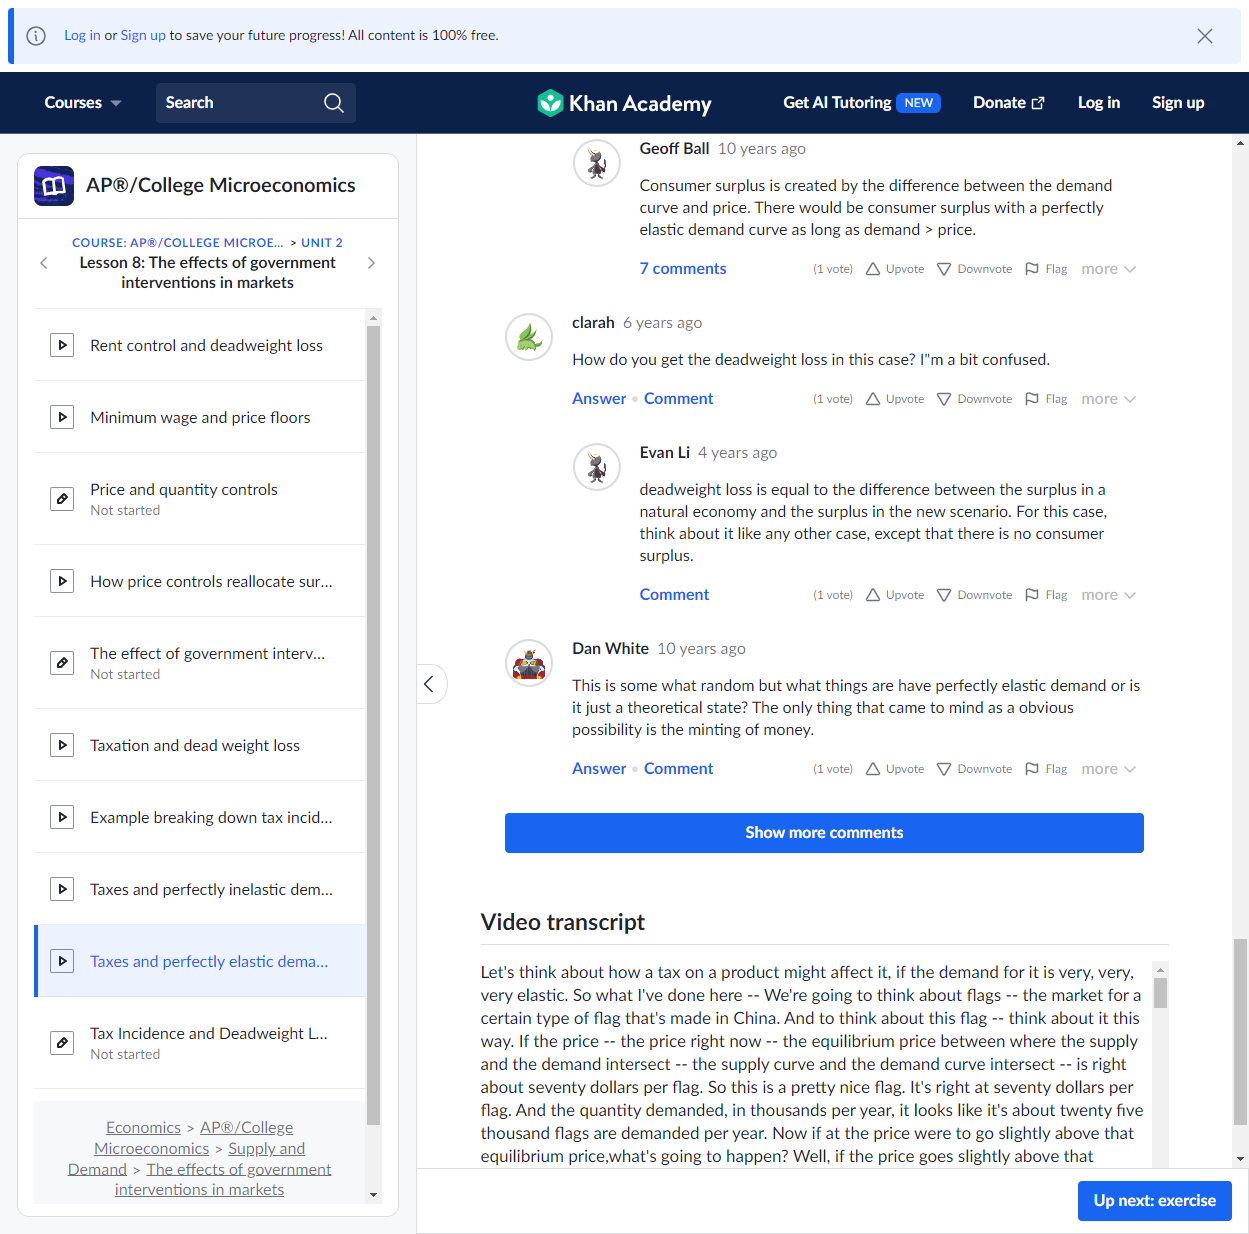 Log in or Sign up to save your future progress! All content is 100% free.
Courses
Search
Khan Academy
Get AI Tutoring NEW
Donate
Log in
Sign up
AP®/College Microeconomics
COURSE: AP®/COLLEGE MICROE... > UNIT 2
Lesson 8: The effects of government
interventions in markets
Rent control and deadweight loss
Minimum wage and price floors
Price and quantity controls
Not started
How price controls reallocate sur...
The effect of government interv...
Not started
Taxation and dead weight loss
Example breaking down tax incid...
Taxes and perfectly inelastic dem...
Taxes and perfectly elastic dema...
Tax Incidence and Deadweight L...
Not started
Economics > AP®/College
Microeconomics > Supply and
Demand > The effects of government
interventions in markets
Geoff Ball 10 years ago
Consumer surplus is created by the difference between the demand
curve and price. There would be consumer surplus with a perfectly
elastic demand curve as long as demand > price.
7 comments (1 vote) Upvote Downvote Flag more
clarah 6 years ago
How do you get the deadweight loss in this case? I"m a bit confused.
Answer • Comment (1 vote) Upvote Downvote Flag more
Evan Li 4 years ago
deadweight loss is equal to the difference between the surplus in a
natural economy and the surplus in the new scenario. For this case,
think about it like any other case, except that there is no consumer
surplus.
Comment (1 vote) Upvote Downvote Flag more
Dan White 10 years ago
This is some what random but what things are have perfectly elastic demand or is
it just a theoretical state? The only thing that came to mind as a obvious
possibility is the minting of money.
Answer • Comment (1 vote) Upvote Downvote Flag more
Show more comments
Video transcript
Let's think about how a tax on a product might affect it, if the demand for it is very, very,
very elastic. So what I've done here -- We're going to think about flags -- the market for a
certain type of flag that's made in China. And to think about this flag -- think about it this
way. If the price -- the price right now -- the equilibrium price between where the supply
and the demand intersect -- the supply curve and the demand curve intersect -- is right
about seventy dollars per flag. So this is a pretty nice flag. It's right at seventy dollars per
flag. And the quantity demanded, in thousands per year, it looks like it's about twenty five
thousand flags are demanded per year. Now if at the price were to go slightly above that
equilibrium price,what's going to happen? Well, if the price goes slightly above that
Up next: exercise